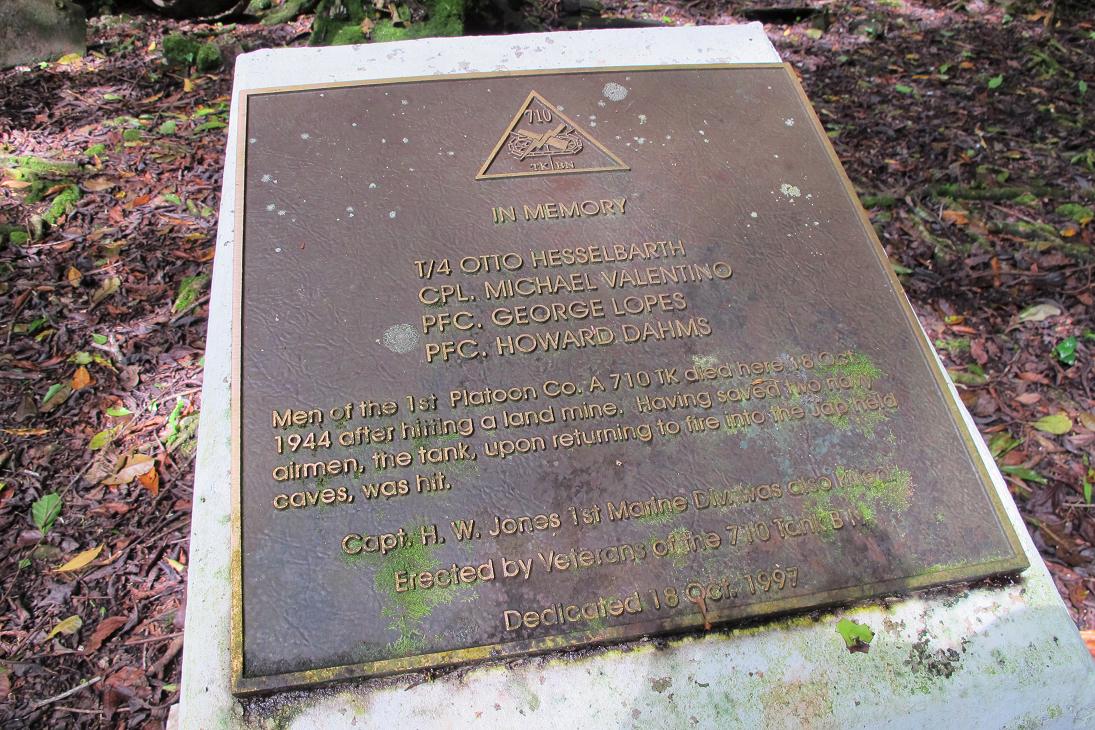 710
TK BN
IN MEMORY
T/4 OTTO HESSELBARTH
CPL. MICHAEL VALENTINO
PFC. GEORGE LOPES
PFC. HOWARD DAHMS
Men of the 1st Platoon Co. A 710 TK died here 18 Oct.
1944 after hitting a land mine. Having saved two navy
airmen, the tank, upon returning to fire into the Jap held
caves, was hit.
Capt. H. W. Jones 1st Marine Div. was also killed.
Erected by Veterans of the 710 Tank BN.
Dedicated 18 Oct. 1997